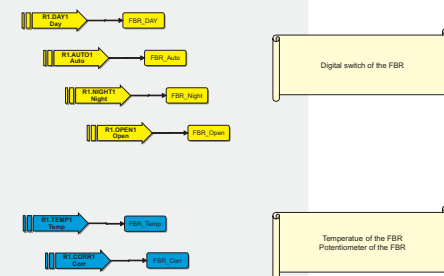 R1.DAY1
Day
FBR_DAY
R1.AUTO1
Auto
FBR_Auto
Digital switch of the FBR
R1.NIGHT1
Night
FBR_Night
R1.OPEN1
Open
FBR_Open
R1.TEMP1
Temp
FBR_Temp
Temperatue of the FBR
Potentiometer of the FBR
R1.CORR1
Corr
FBR_Corr